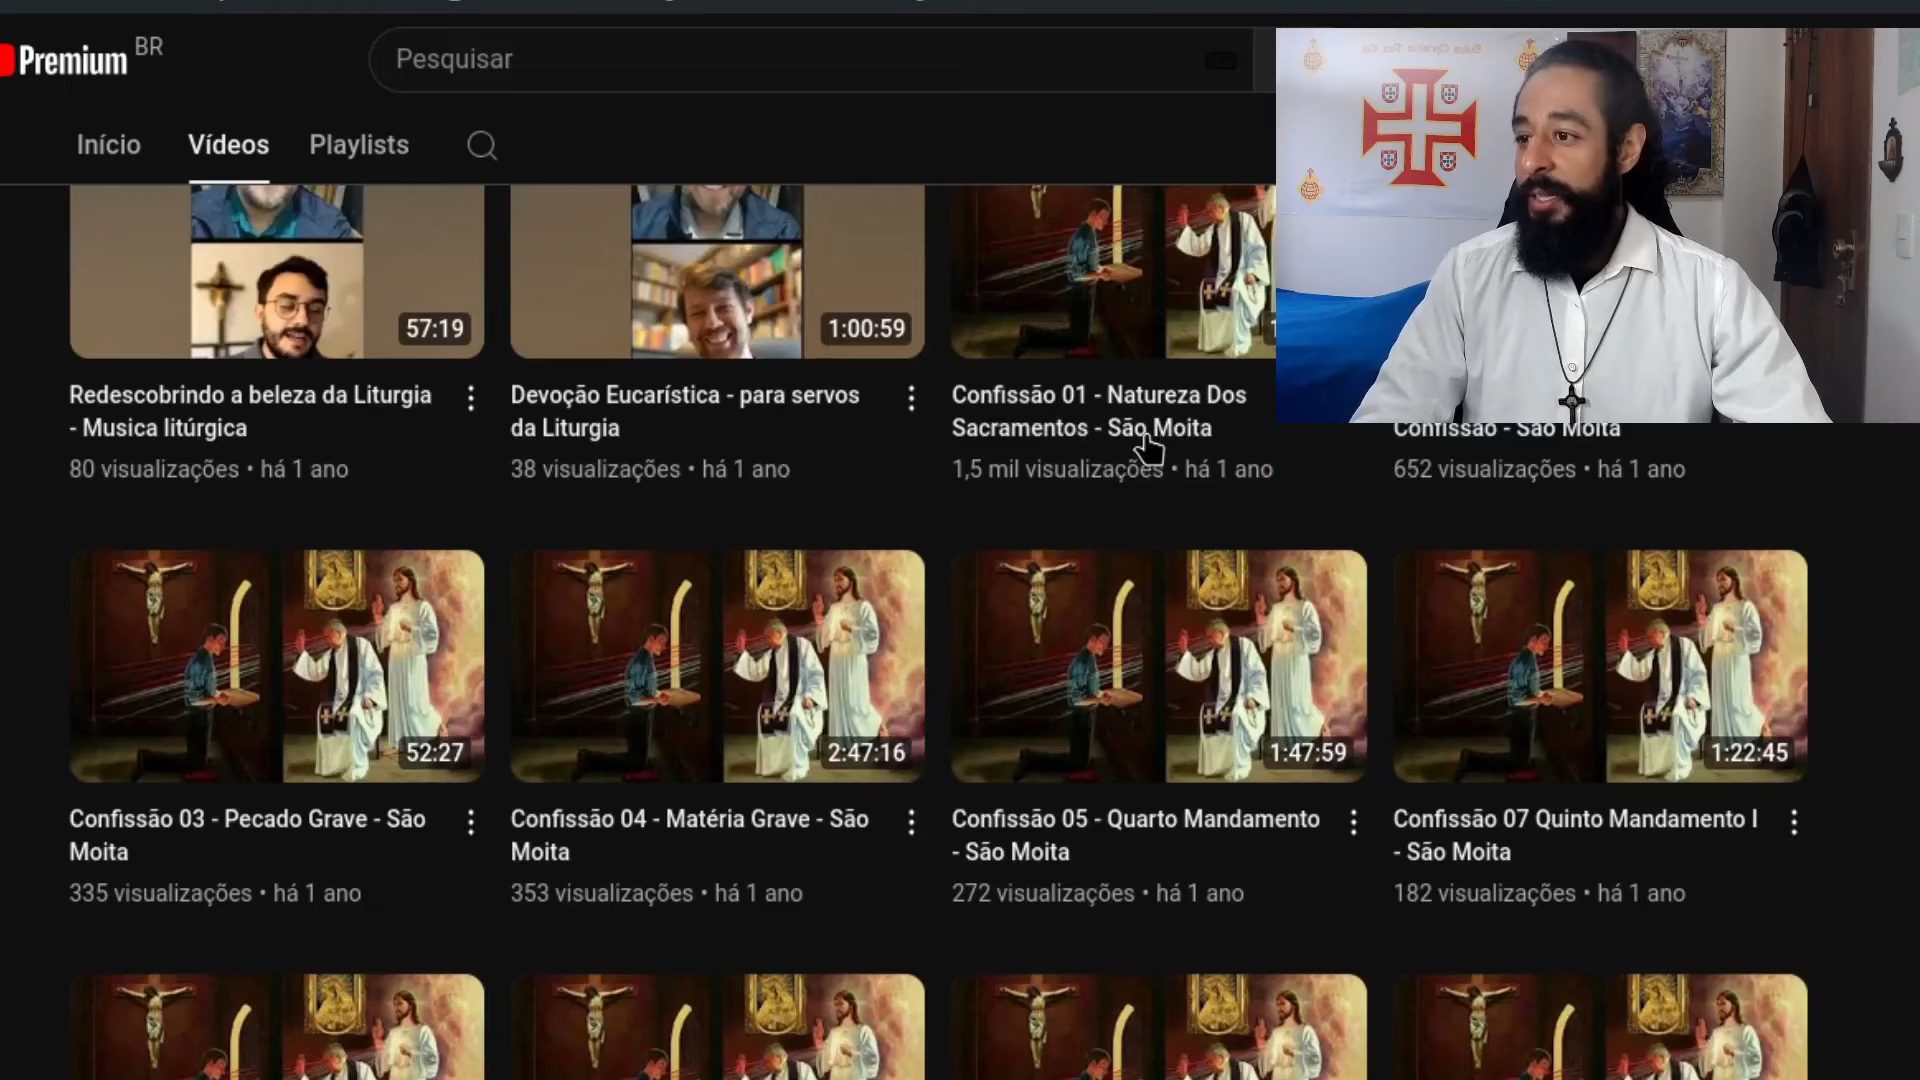 Premium BR
Pesquisar
Início
Vídeos
Playlists
57:19
1:00:59
Redescobrindo a beleza da Liturgia
- Musica litúrgica
80 visualizações • há 1 ano
Devoção Eucarística - para servos
da Liturgia
38 visualizações • há 1 ano
Confissão 01 - Natureza Dos
Sacramentos - São Moita
1,5 mil visualizações • há 1 ano
Confissão - São Moita
652 visualizações • há 1 ano
52:27
2:47:16
1:47:59
1:22:45
Confissão 03 - Pecado Grave - São
Moita
335 visualizações • há 1 ano
Confissão 04 - Matéria Grave - São
Moita
353 visualizações • há 1 ano
Confissão 05 - Quarto Mandamento
- São Moita
272 visualizações • há 1 ano
Confissão 07 Quinto Mandamento I
- São Moita
182 visualizações • há 1 ano